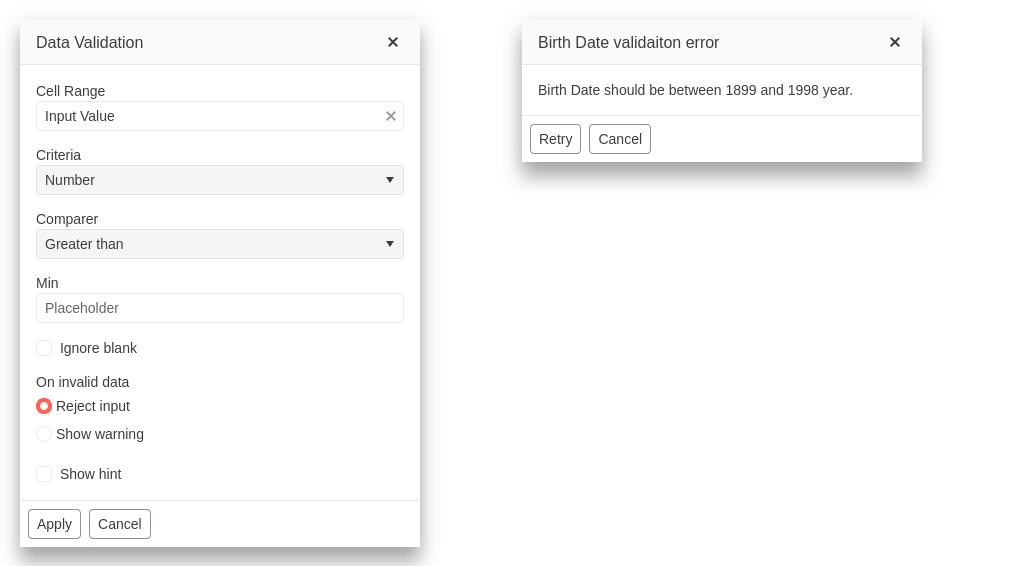 Data Validation
Cell Range
Input Value
Criteria
Number
Comparer
Greater than
Min
Placeholder
Ignore blank
On invalid data
Reject input
Show warning
Show hint
Apply Cancel
Birth Date validaiton error
Birth Date should be between 1899 and 1998 year.
Retry Cancel